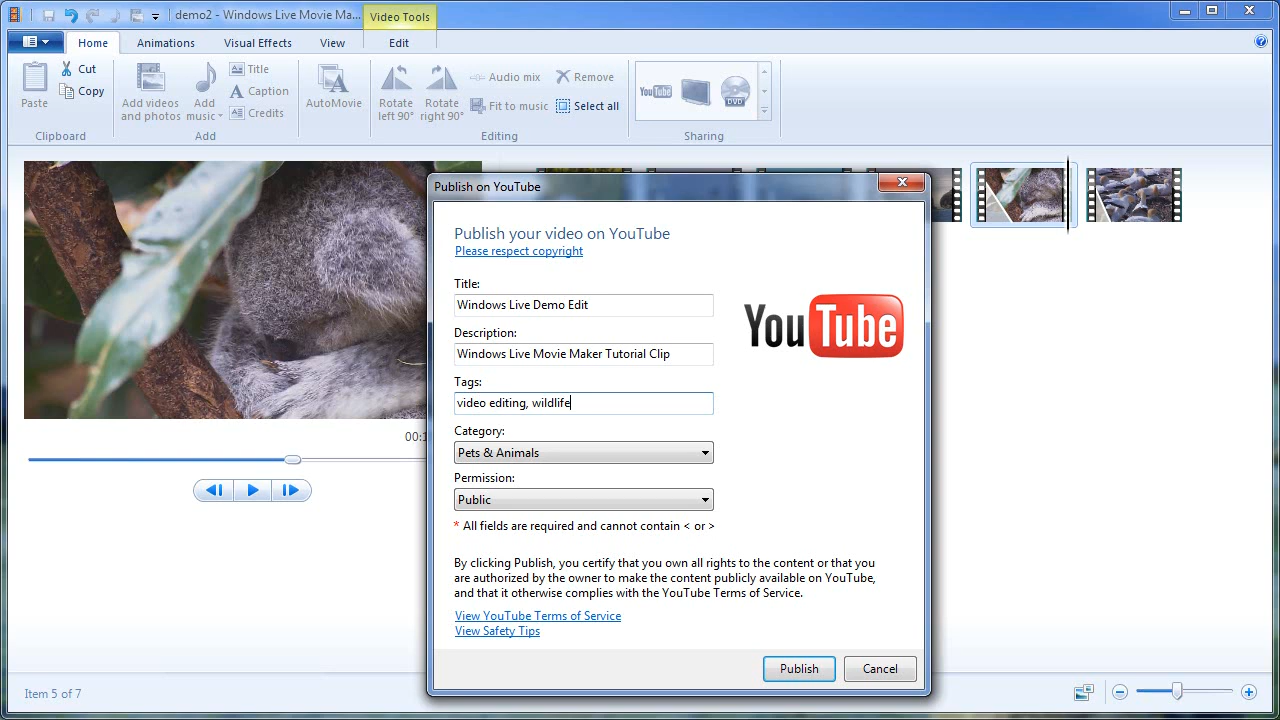 demo2 - Windows Live Movie Ma...
Video Tools
Home
Animations
Visual Effects
View
Edit
Paste
Cut
Copy
Clipboard
Add videos
and photos
Add
music
Title
Caption
Credits
Add
AutoMovie
Rotate
left 90°
Rotate
right 90°
Audio mix
Fit to music
Remove
Select all
Editing
YouTube
DVD
Sharing
Publish on YouTube
Publish your video on YouTube
Please respect copyright
Title:
Windows Live Demo Edit
Description:
Windows Live Movie Maker Tutorial Clip
Tags:
video editing, wildlife
Category:
Pets & Animals
Permission:
Public
* All fields are required and cannot contain < or >
By clicking Publish, you certify that you own all rights to the content or that you
are authorized by the owner to make the content publicly available on YouTube,
and that it otherwise complies with the YouTube Terms of Service.
View YouTube Terms of Service
View Safety Tips
Publish
Cancel
YouTube
Item 5 of 7